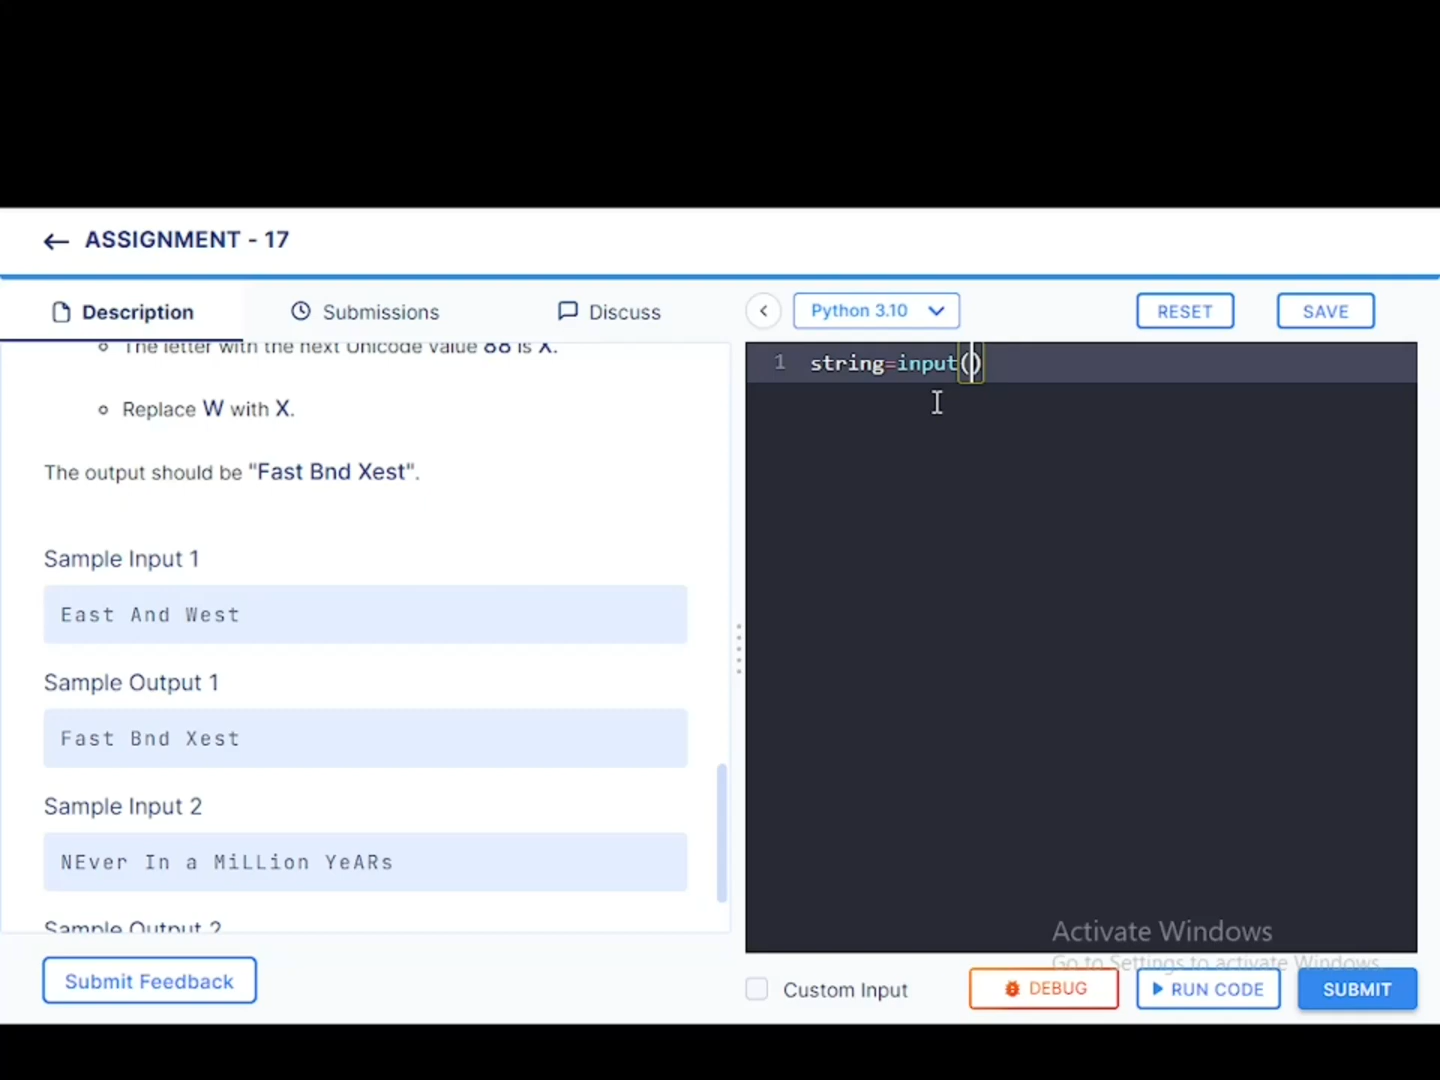 ASSIGNMENT - 17
Description
Submissions
Discuss
Python 3.10
RESET
SAVE
The letter with the next Unicode value 88 is X.
Replace W with X.
The output should be "Fast Bnd Xest".
Sample Input 1
East And West
Sample Output 1
Fast Bnd Xest
Sample Input 2
NEver In a MiLLion YeARs
Sample Output 2
Submit Feedback
1 string=input()
Activate Windows
Go to Settings to activate Windows.
Custom Input
DEBUG
RUN CODE
SUBMIT